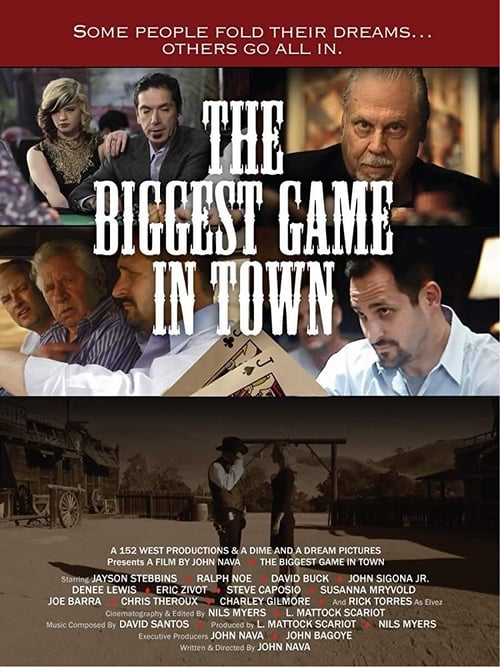 SOME PEOPLE FOLD THEIR DREAMS...
OTHERS GO ALL IN.
THE
BIGGEST GAME
IN TOWN
J
A 152 WEST PRODUCTIONS & A DIME AND A DREAM PICTURES
Presents A FILM BY JOHN NAVA ♦ THE BIGGEST GAME IN TOWN
Starring JAYSON STEBBINS ♦ RALPH NOE ♦ DAVID BUCK ♦ JOHN SIGONA JR.
DENEE LEWIS ♦ ERIC ZIVOT ♦ STEVE CAPOSIO ♦ SUSANNA MRYVOLD
JOE BARRA ♦ CHRIS THEROUX ♦ CHARLEY GILMORE ♦ And RICK TORRES As Elvez
Cinematography & Edited By NILS MYERS ♦ L. MATTOCK SCARIOT
Music Composed By DAVID SANTOS ♦ Produced by L. MATTOCK SCARIOT ♦ NILS MYERS
Executive Producers JOHN NAVA ♦ JOHN BAGOYE
Written & Directed By JOHN NAVA